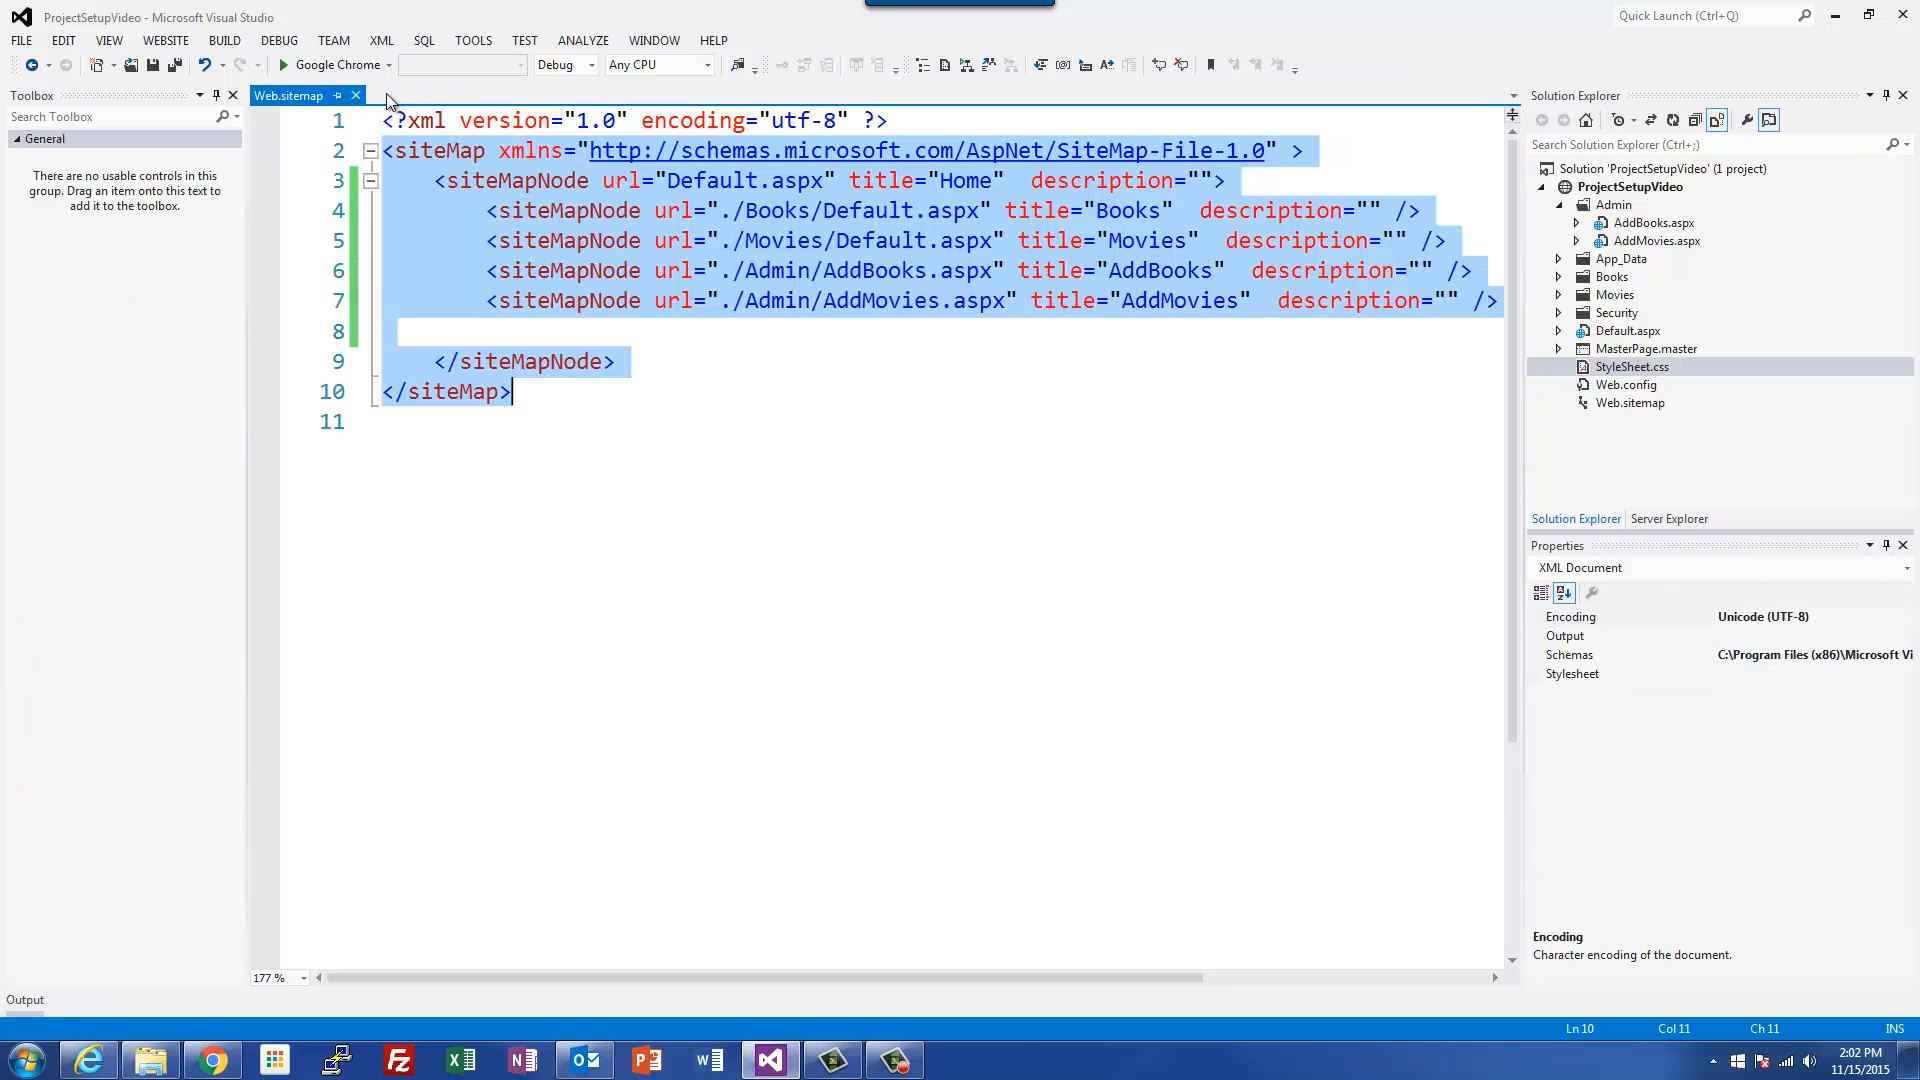 ProjectSetupVideo - Microsoft Visual Studio
Quick Launch (Ctrl+Q)
FILE EDIT VIEW WEBSITE BUILD DEBUG TEAM XML SQL TOOLS TEST ANALYZE WINDOW HELP
Google Chrome Debug Any CPU
Toolbox
Search Toolbox
General
There are no usable controls in this
group. Drag an item onto this text to
add it to the toolbox.
Web.sitemap
1 <?xml version="1.0" encoding="utf-8" ?>
2 <siteMap xmlns="http://schemas.microsoft.com/AspNet/SiteMap-File-1.0" >
3 <siteMapNode url="Default.aspx" title="Home"  description="">
4 <siteMapNode url="./Books/Default.aspx" title="Books"  description="" />
5 <siteMapNode url="./Movies/Default.aspx" title="Movies"  description="" />
6 <siteMapNode url="./Admin/AddBooks.aspx" title="AddBooks"  description="" />
7 <siteMapNode url="./Admin/AddMovies.aspx" title="AddMovies"  description="" />
8
9 </siteMapNode>
10 </siteMap>
11
177 %
Solution Explorer
Search Solution Explorer (Ctrl+;)
Solution 'ProjectSetupVideo' (1 project)
ProjectSetupVideo
Admin
AddBooks.aspx
AddMovies.aspx
App_Data
Books
Movies
Security
Default.aspx
MasterPage.master
StyleSheet.css
Web.config
Web.sitemap
Solution Explorer Server Explorer
Properties
XML Document
Encoding Unicode (UTF-8)
Output
Schemas C:\Program Files (x86)\Microsoft Vi
Stylesheet
Encoding
Character encoding of the document.
Output
Ln 10 Col 11 Ch 11 INS
2:02 PM
11/15/2015